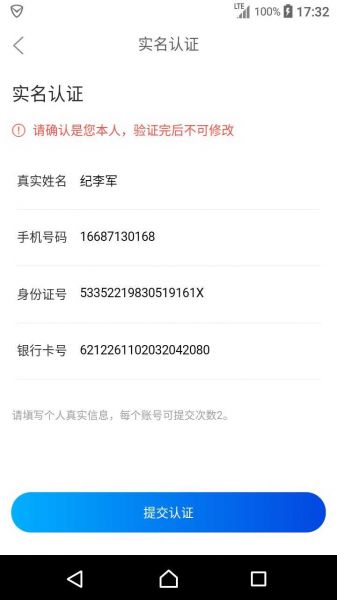 LTE 100% 17:32
实名认证
实名认证
请确认是您本人，验证完后不可修改
真实姓名 纪李军
手机号码 16687130168
身份证号 53352219830519161X
银行卡号 6212261102032042080
请填写个人真实信息，每个账号可提交次数2。
提交认证